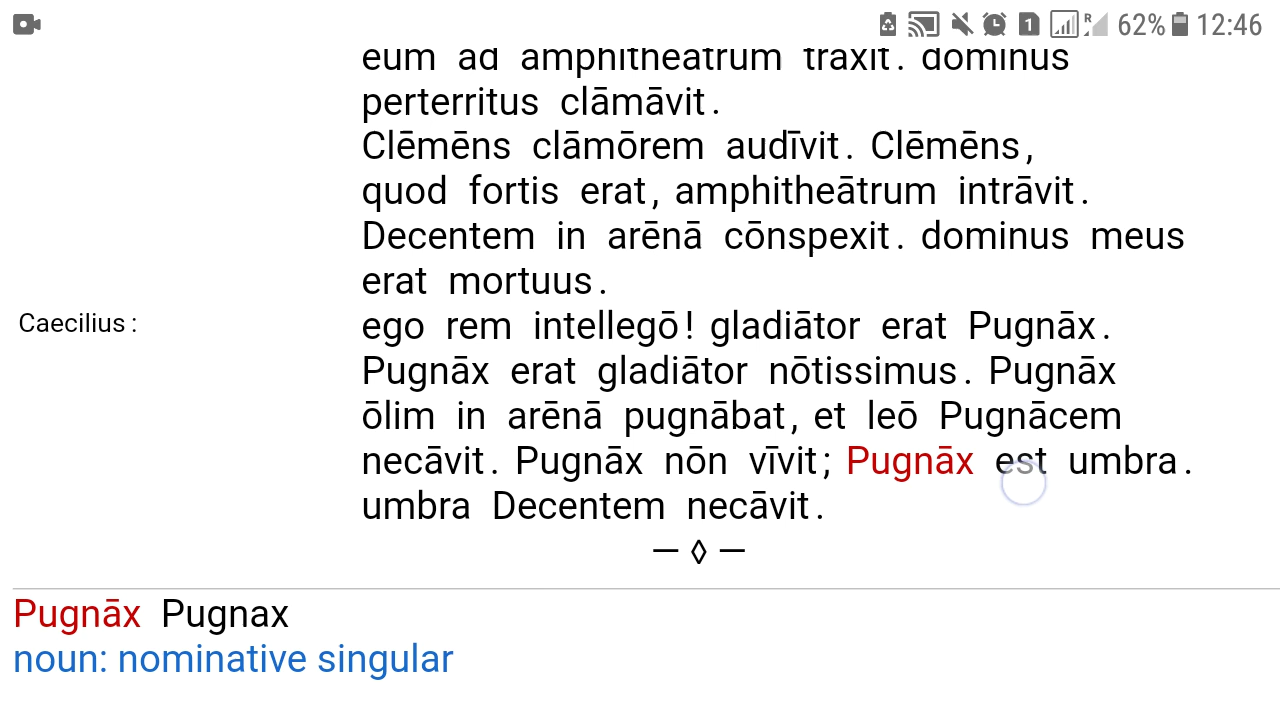 62% 12:46
eum ad amphitheātrum trāxit. dominus
perterritus clāmāvit.
Clēmēns clāmōrem audīvit. Clēmēns,
quod fortis erat, amphitheātrum intrāvit.
Decentem in arēnā cōnspexit. dominus meus
erat mortuus.
Caecilius: ego rem intellegō! gladiātor erat Pugnāx.
Pugnāx erat gladiātor nōtissimus. Pugnāx
ōlim in arēnā pugnābat, et leō Pugnācem
necāvit. Pugnāx nōn vīvit; Pugnāx est umbra.
umbra Decentem necāvit.
— ◊ —
Pugnāx Pugnax
noun: nominative singular